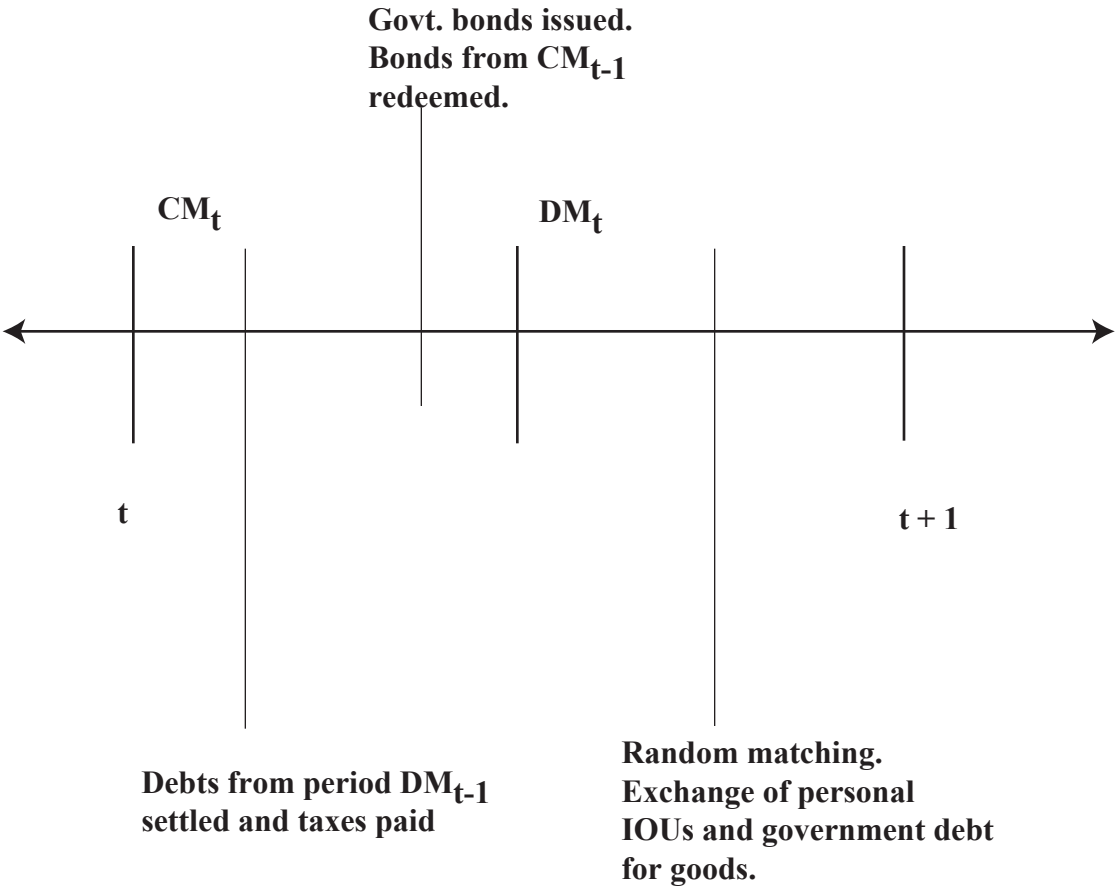 Govt. bonds issued.
Bonds from CMt-1
redeemed.
CMt
DMt
t
t + 1
Debts from period DMt-1
settled and taxes paid
Random matching.
Exchange of personal
IOUs and government debt
for goods.